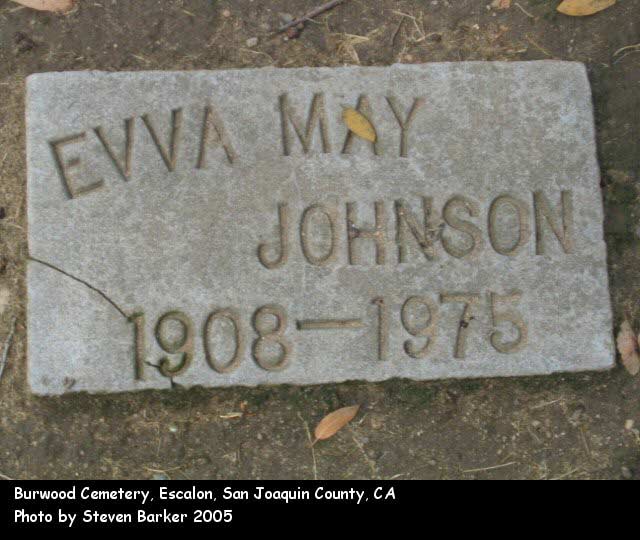 EVVA MAY
JOHNSON
1908—1975
Burwood Cemetery, Escalon, San Joaquin County, CA
Photo by Steven Barker 2005